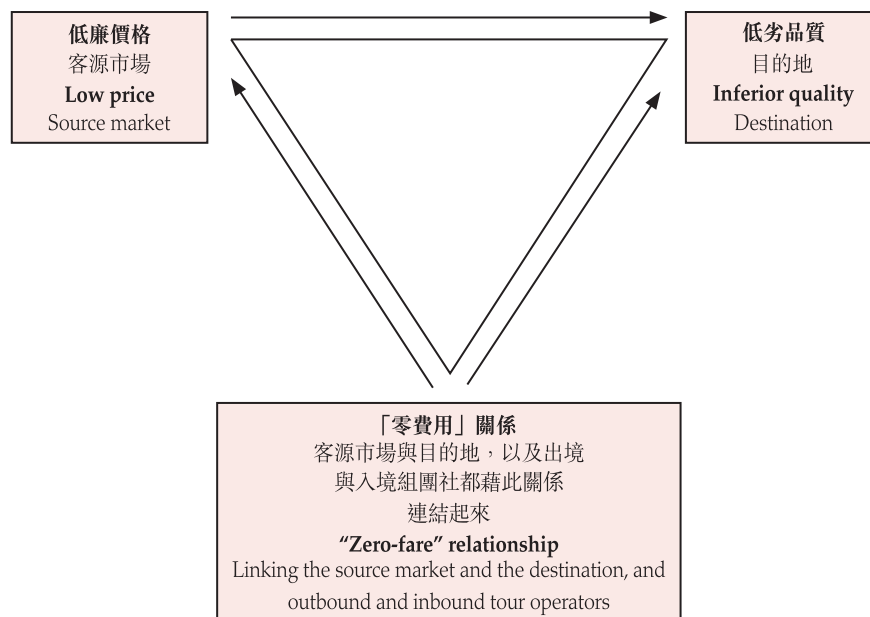 低廉價格
客源市場
Low price
Source market
低劣品質
目的地
Inferior quality
Destination
「零費用」關係
客源市場與目的地，以及出境
與入境組團社都藉此關係
連結起來
“Zero-fare” relationship
Linking the source market and the destination, and
outbound and inbound tour operators